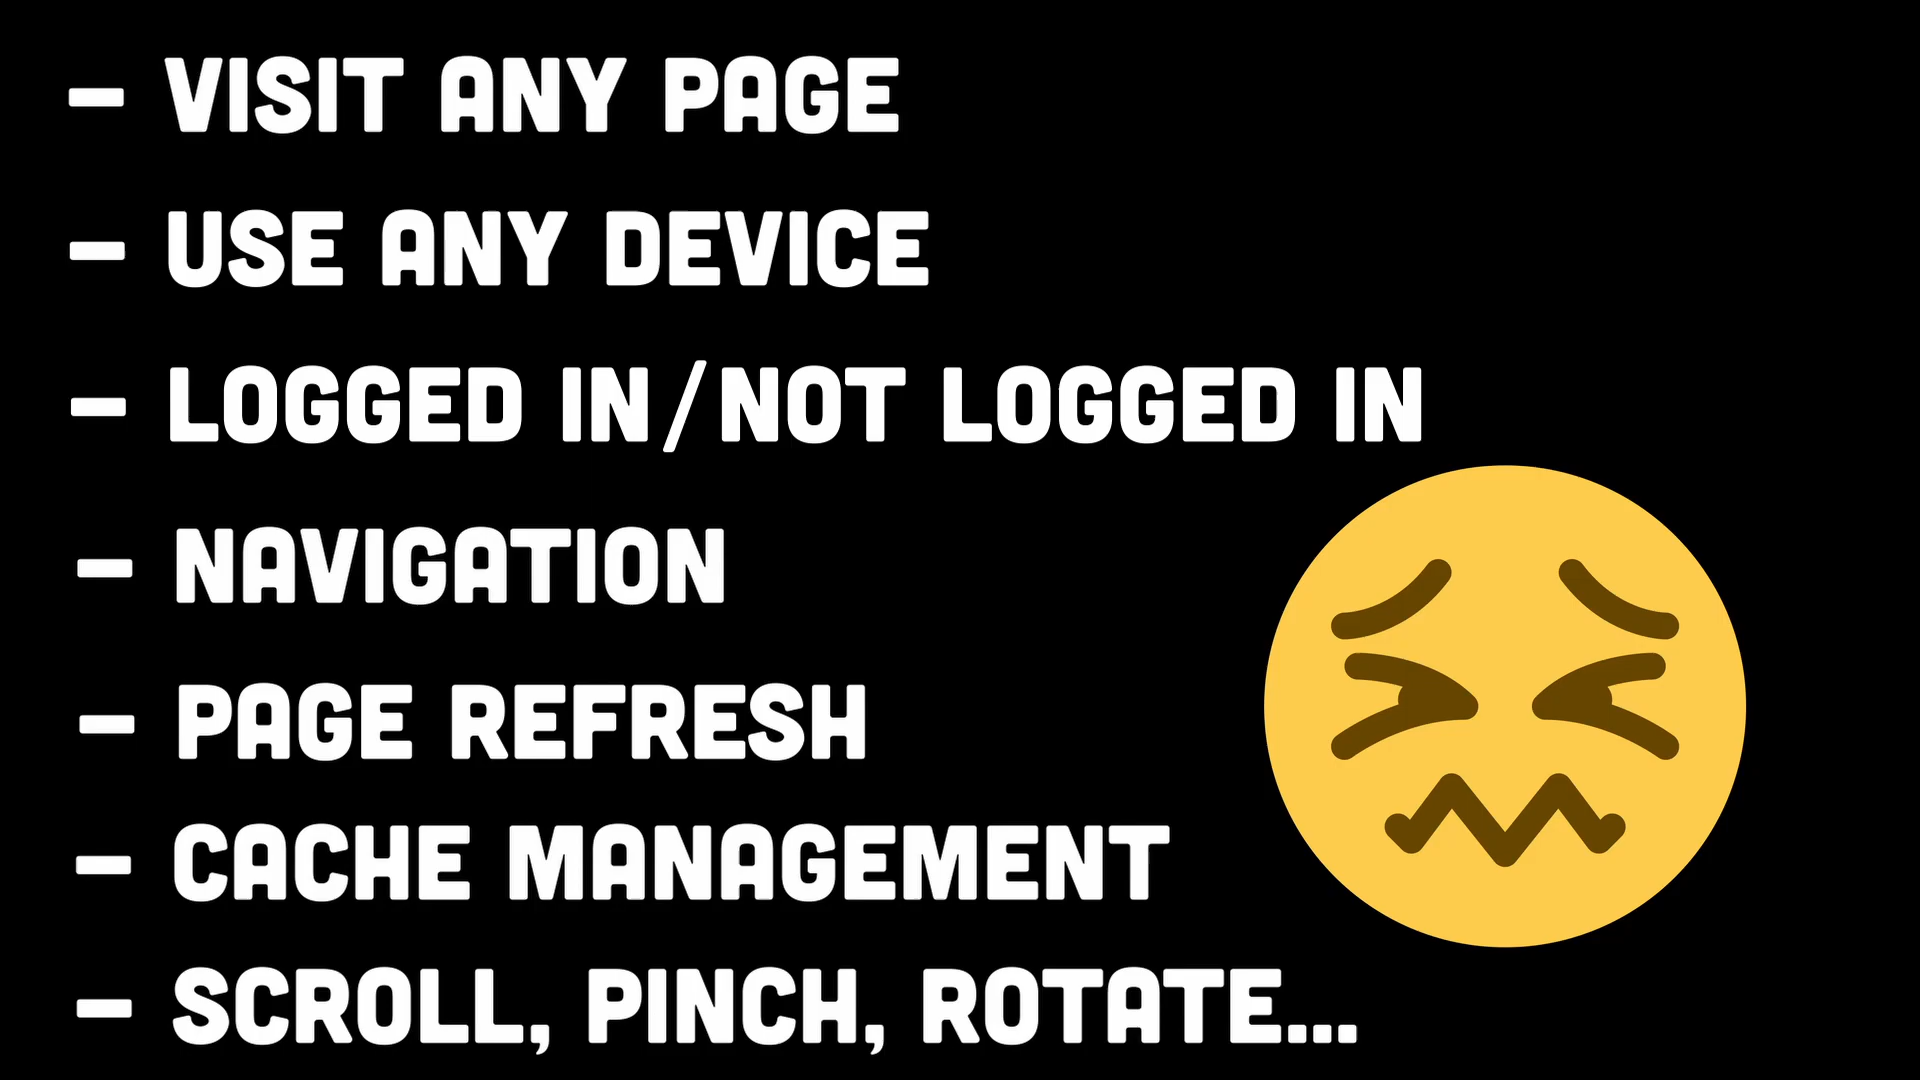 - VISIT ANY PAGE
- USE ANY DEVICE
- LOGGED IN/NOT LOGGED IN
- NAVIGATION
- PAGE REFRESH
- CACHE MANAGEMENT
- SCROLL, PINCH, ROTATE...